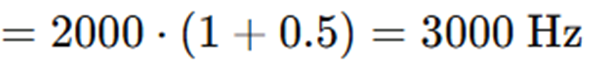 = 2000 · (1 + 0.5) = 3000 Hz